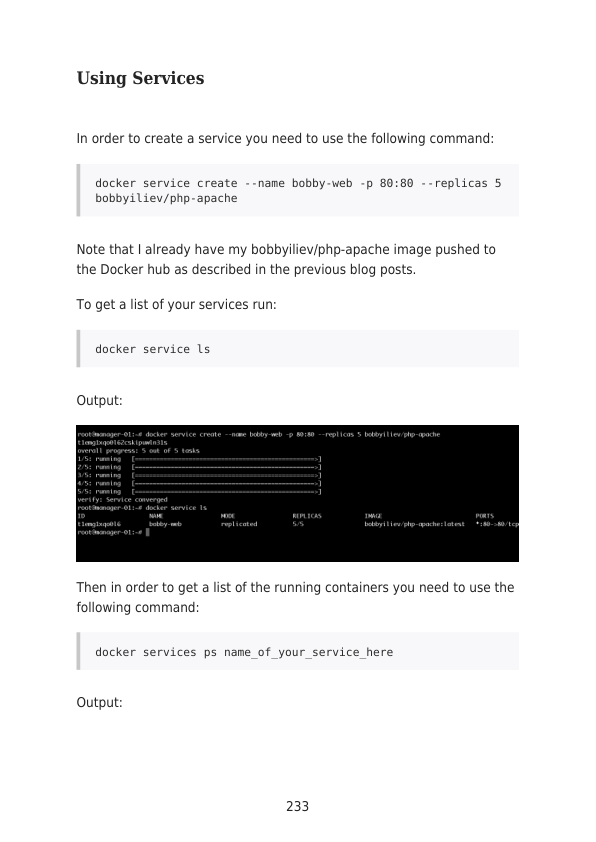 Using Services
In order to create a service you need to use the following command:
docker service create --name bobby-web -p 80:80 --replicas 5
bobbyiliev/php-apache
Note that I already have my bobbyiliev/php-apache image pushed to
the Docker hub as described in the previous blog posts.
To get a list of your services run:
docker service ls
Output:
root@manager-01:~# docker service create --name bobby-web -p 80:80 --replicas 5 bobbyiliev/php-apache
overall progress: 5 out of 5 tasks
1/5: running [==================================================>]
2/5: running [==================================================>]
3/5: running [==================================================>]
4/5: running [==================================================>]
5/5: running [==================================================>]
verify: Service converged
root@manager-01:~# docker service ls
ID NAME MODE REPLICAS IMAGE PORTS
bobby-web replicated 5/5 bobbyiliev/php-apache:latest *:80->80/tcp
root@manager-01:~#
Then in order to get a list of the running containers you need to use the
following command:
docker services ps name_of_your_service_here
Output:
233